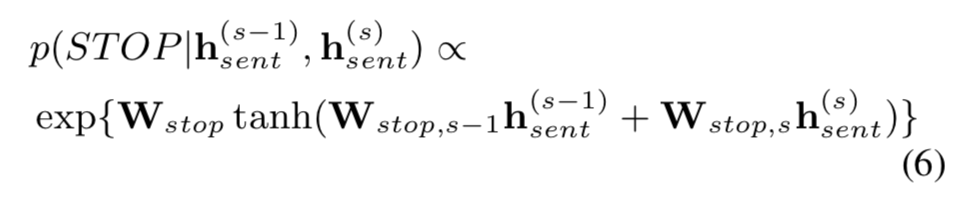 p(STOP|h_{sent}^{(s−1)}, h_{sent}^{(s)}) ∝
exp{W_{stop} tanh(W_{stop,s−1}h_{sent}^{(s−1)} + W_{stop,s}h_{sent}^{(s)})}
(6)